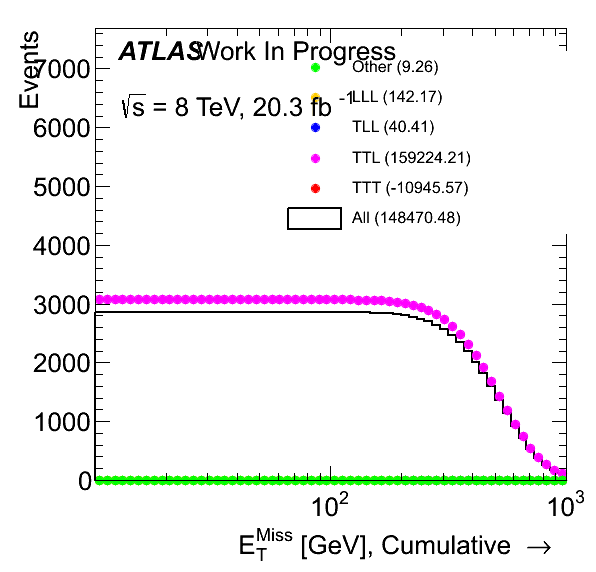 ATLAS Work In Progress
√s = 8 TeV, 20.3 fb -1
Other (9.26)
LLL (142.17)
TLL (40.41)
TTL (159224.21)
TTT (-10945.57)
All (148470.48)
Events
7000
6000
5000
4000
3000
2000
1000
0
10²
10³
E_T^Miss [GeV], Cumulative →